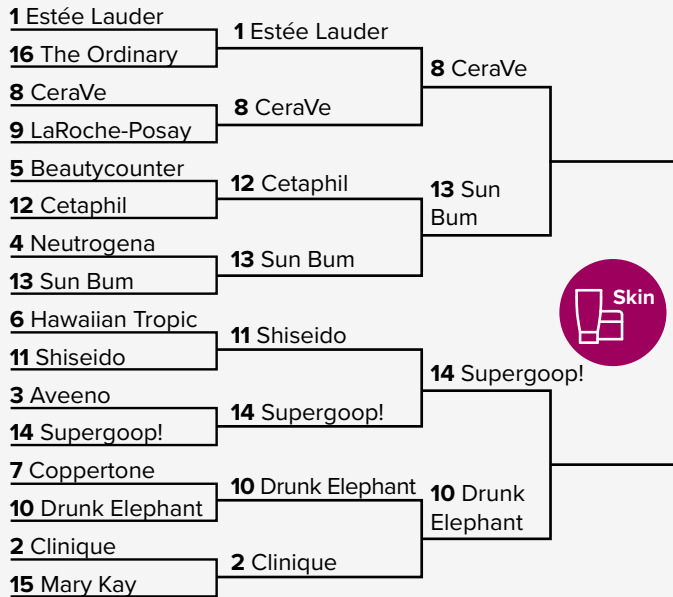 1 Estée Lauder
16 The Ordinary
8 CeraVe
9 LaRoche-Posay
5 Beautycounter
12 Cetaphil
4 Neutrogena
13 Sun Bum
6 Hawaiian Tropic
11 Shiseido
3 Aveeno
14 Supergoop!
7 Coppertone
10 Drunk Elephant
2 Clinique
15 Mary Kay
1 Estée Lauder
8 CeraVe
12 Cetaphil
13 Sun Bum
11 Shiseido
14 Supergoop!
10 Drunk Elephant
2 Clinique
8 CeraVe
13 Sun
Bum
14 Supergoop!
10 Drunk
Elephant
Skin